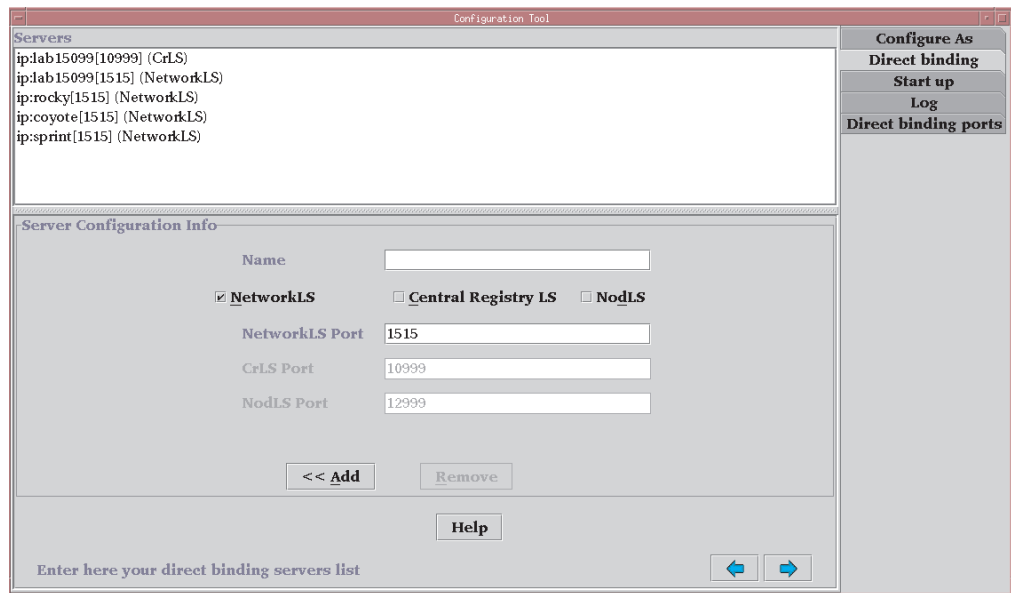 Configuration Tool
Servers
ip:lab15099[10999] (CrLS)
ip:lab15099[1515] (NetworkLS)
ip:rocky[1515] (NetworkLS)
ip:coyote[1515] (NetworkLS)
ip:sprint[1515] (NetworkLS)
Configure As
Direct binding
Start up
Log
Direct binding ports
Server Configuration Info
Name
NetworkLS Central Registry LS NodLS
NetworkLS Port 1515
CrLS Port 10999
NodLS Port 12999
<< Add Remove
Help
Enter here your direct binding servers list